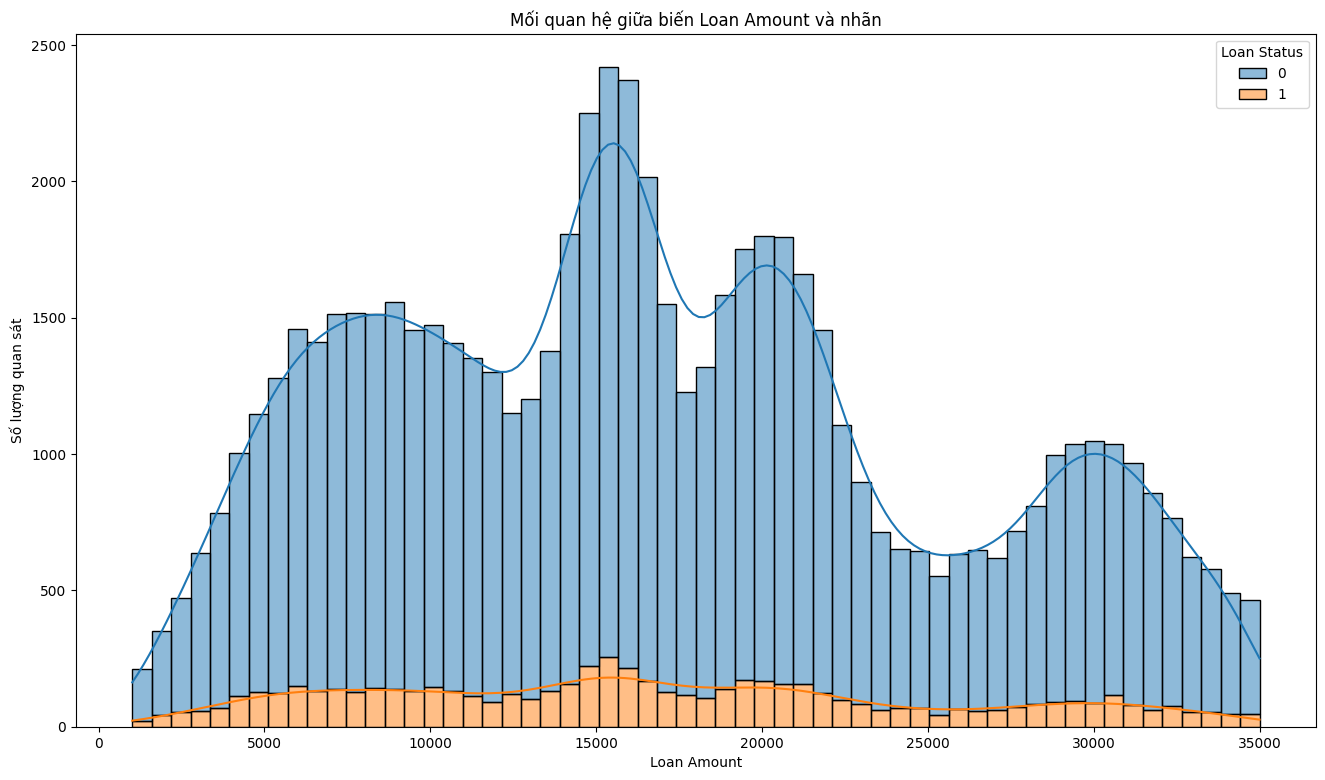 Mối quan hệ giữa biến Loan Amount và nhãn
Loan Status
0
1
Số lượng quan sát
2500
2000
1500
1000
500
0
0 5000 10000 15000 20000 25000 30000 35000
Loan Amount